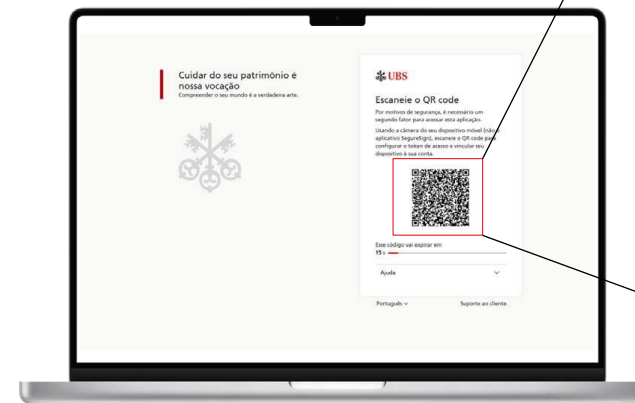 Cuidar do seu patrimônio é
nossa vocação
Compreender o seu mundo é a verdadeira arte.
UBS
Escaneie o QR code
Por motivos de segurança, é necessário um
segundo fator para acessar esta aplicação.
Usando a câmera do seu dispositivo móvel (não o
aplicativo SegureSign), escaneie o QR code para
configurar o token de acesso e vincular seu
dispositivo à sua conta.
Esse código vai expirar em
15 s
Ajuda
Português
Suporte ao cliente